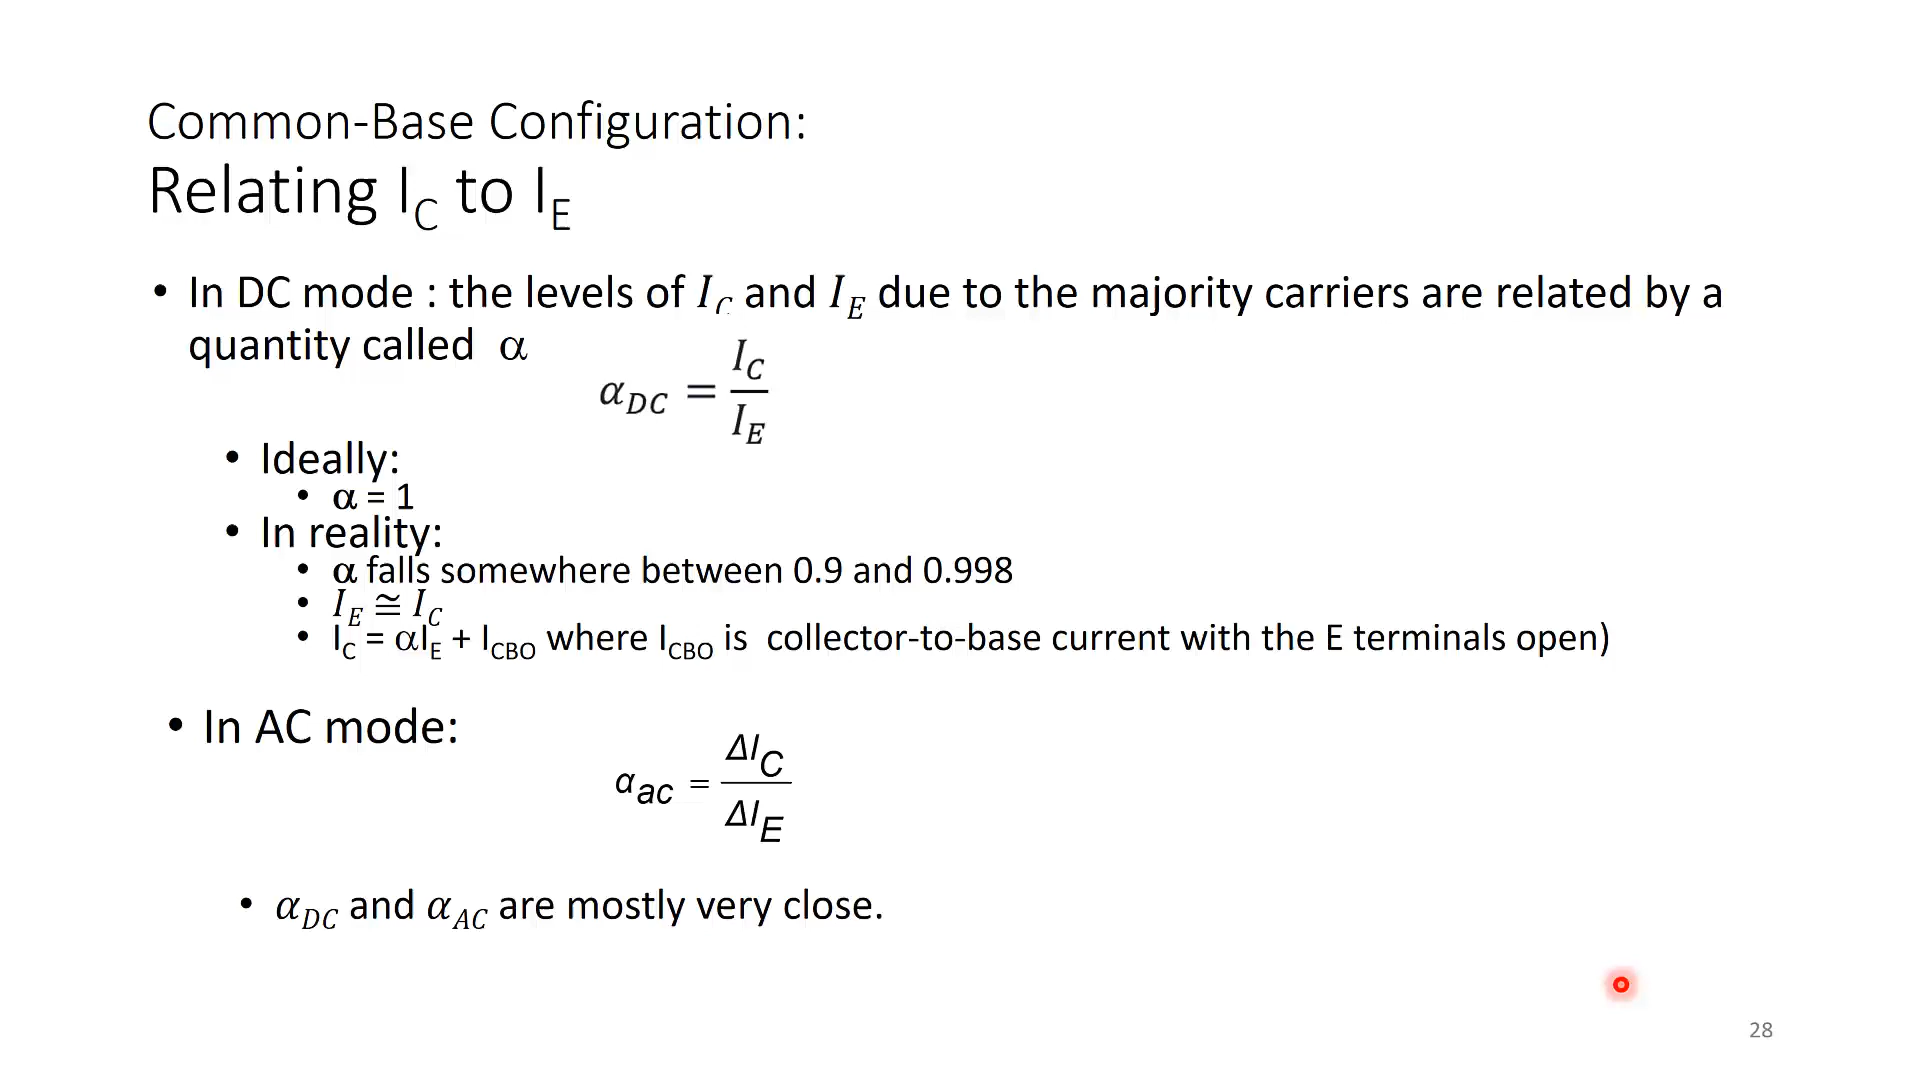 Common-Base Configuration:
Relating I_C to I_E
• In DC mode : the levels of I_C and I_E due to the majority carriers are related by a
quantity called α
α_DC = I_C / I_E
• Ideally:
• α = 1
• In reality:
• α falls somewhere between 0.9 and 0.998
• I_E ≅ I_C
• I_C = αI_E + I_CBO where I_CBO is collector-to-base current with the E terminals open)
• In AC mode:
α_ac = ΔI_C / ΔI_E
• α_DC and α_AC are mostly very close.
28